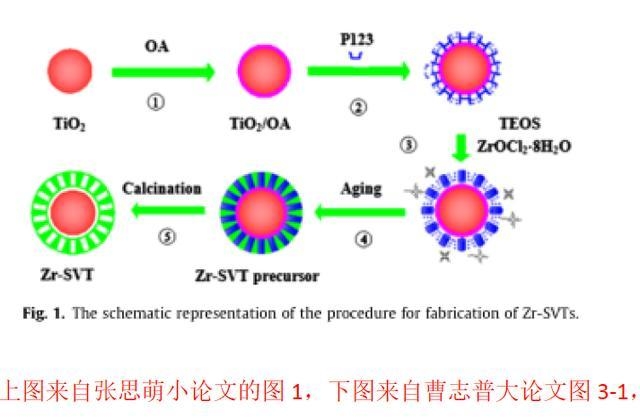 OA
P123
①
②
TiO₂
TiO₂/OA
TEOS
③
ZrOCl₂·8H₂O
Calcination
Aging
⑤
④
Zr-SVT
Zr-SVT precursor
Fig. 1. The schematic representation of the procedure for fabrication of Zr-SVTs.
上图来自张思萌小论文的图1，下图来自曹志普大论文图3-1，